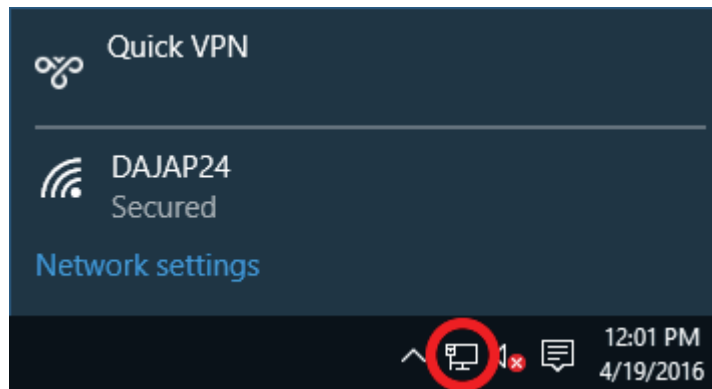 Quick VPN
DAJAP24
Secured
Network settings
12:01 PM
4/19/2016